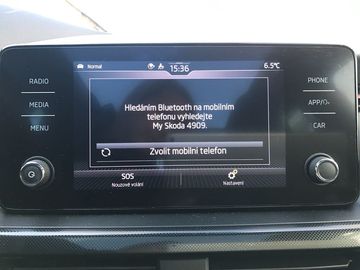 Normal
15:36
6.5°C
RADIO
MEDIA
MENU
PHONE
APP/
CAR
Hledáním Bluetooth na mobilním
telefonu vyhledejte
My Skoda 4909.
Zvolit mobilní telefon
SOS
Nouzové volání
Nastavení